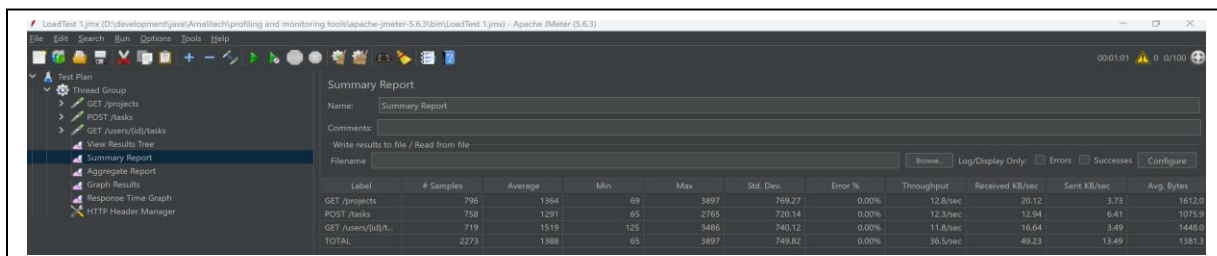 LoadTest 1.jmx (D:\development\java\Amalitech\profiling and monitoring tools\apache-jmeter-5.6.3\bin\LoadTest 1.jmx) - Apache JMeter (5.6.3)
File Edit Search Run Options Tools Help
00:01:01 0 0/100
Test Plan
Thread Group
GET /projects
POST /tasks
GET /users/{id}/tasks
View Results Tree
Summary Report
Aggregate Report
Graph Results
Response Time Graph
HTTP Header Manager
Summary Report
Name: Summary Report
Comments:
Write results to file / Read from file
Filename Browse... Log/Display Only: Errors Successes Configure
Label # Samples Average Min Max Std. Dev. Error % Throughput Received KB/sec Sent KB/sec Avg. Bytes
GET /projects 796 1364 69 3897 769.27 0.00% 12.8/sec 20.12 3.73 1612.0
POST /tasks 758 1291 65 2765 720.14 0.00% 12.3/sec 12.94 6.41 1075.9
GET /users/{id}/t... 719 1519 125 3486 740.12 0.00% 11.8/sec 16.64 3.49 1448.0
TOTAL 2273 1388 65 3897 749.82 0.00% 36.5/sec 49.23 13.49 1381.3